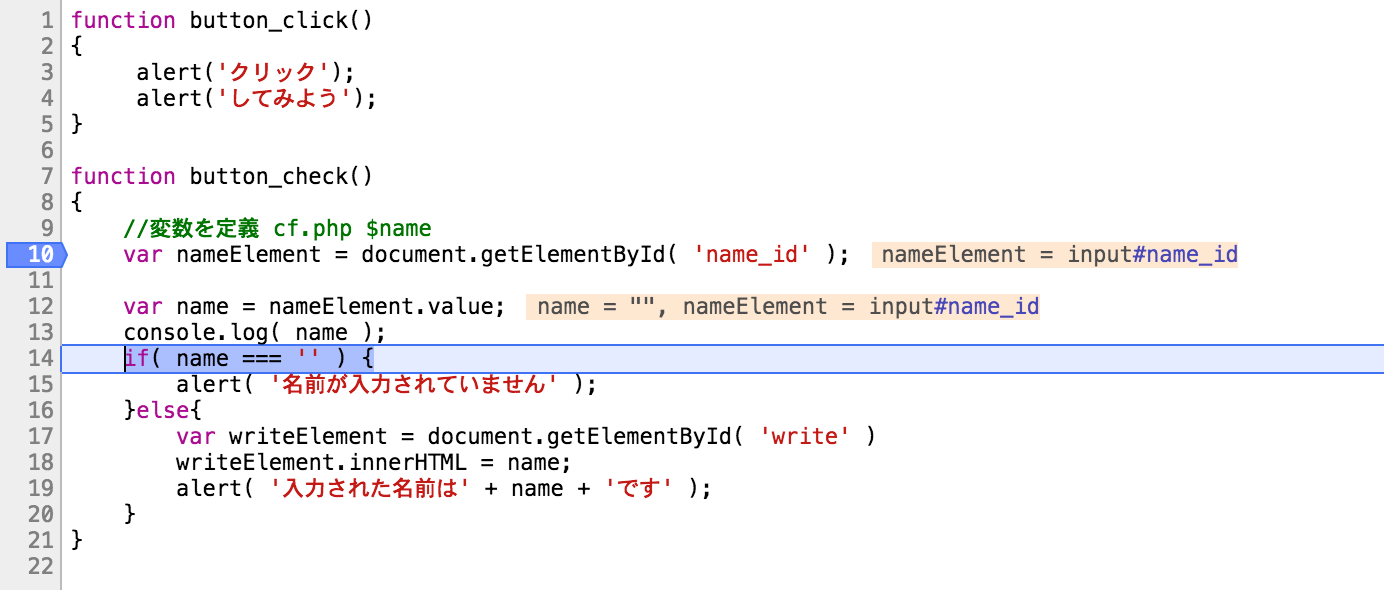 1 function button_click()
2 {
3 alert('クリック');
4 alert('してみよう');
5 }
6
7 function button_check()
8 {
9 //変数を定義 cf.php $name
10 var nameElement = document.getElementById( 'name_id' ); nameElement = input#name_id
11
12 var name = nameElement.value; name = "", nameElement = input#name_id
13 console.log( name );
14 if( name === '' ) {
15 alert( '名前が入力されていません' );
16 }else{
17 var writeElement = document.getElementById( 'write' )
18 writeElement.innerHTML = name;
19 alert( '入力された名前は' + name + 'です' );
20 }
21 }
22